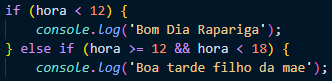 if (hora < 12) {
    console.log('Bom Dia Rapariga');
} else if (hora >= 12 && hora < 18) {
    console.log('Boa tarde filho da mae');